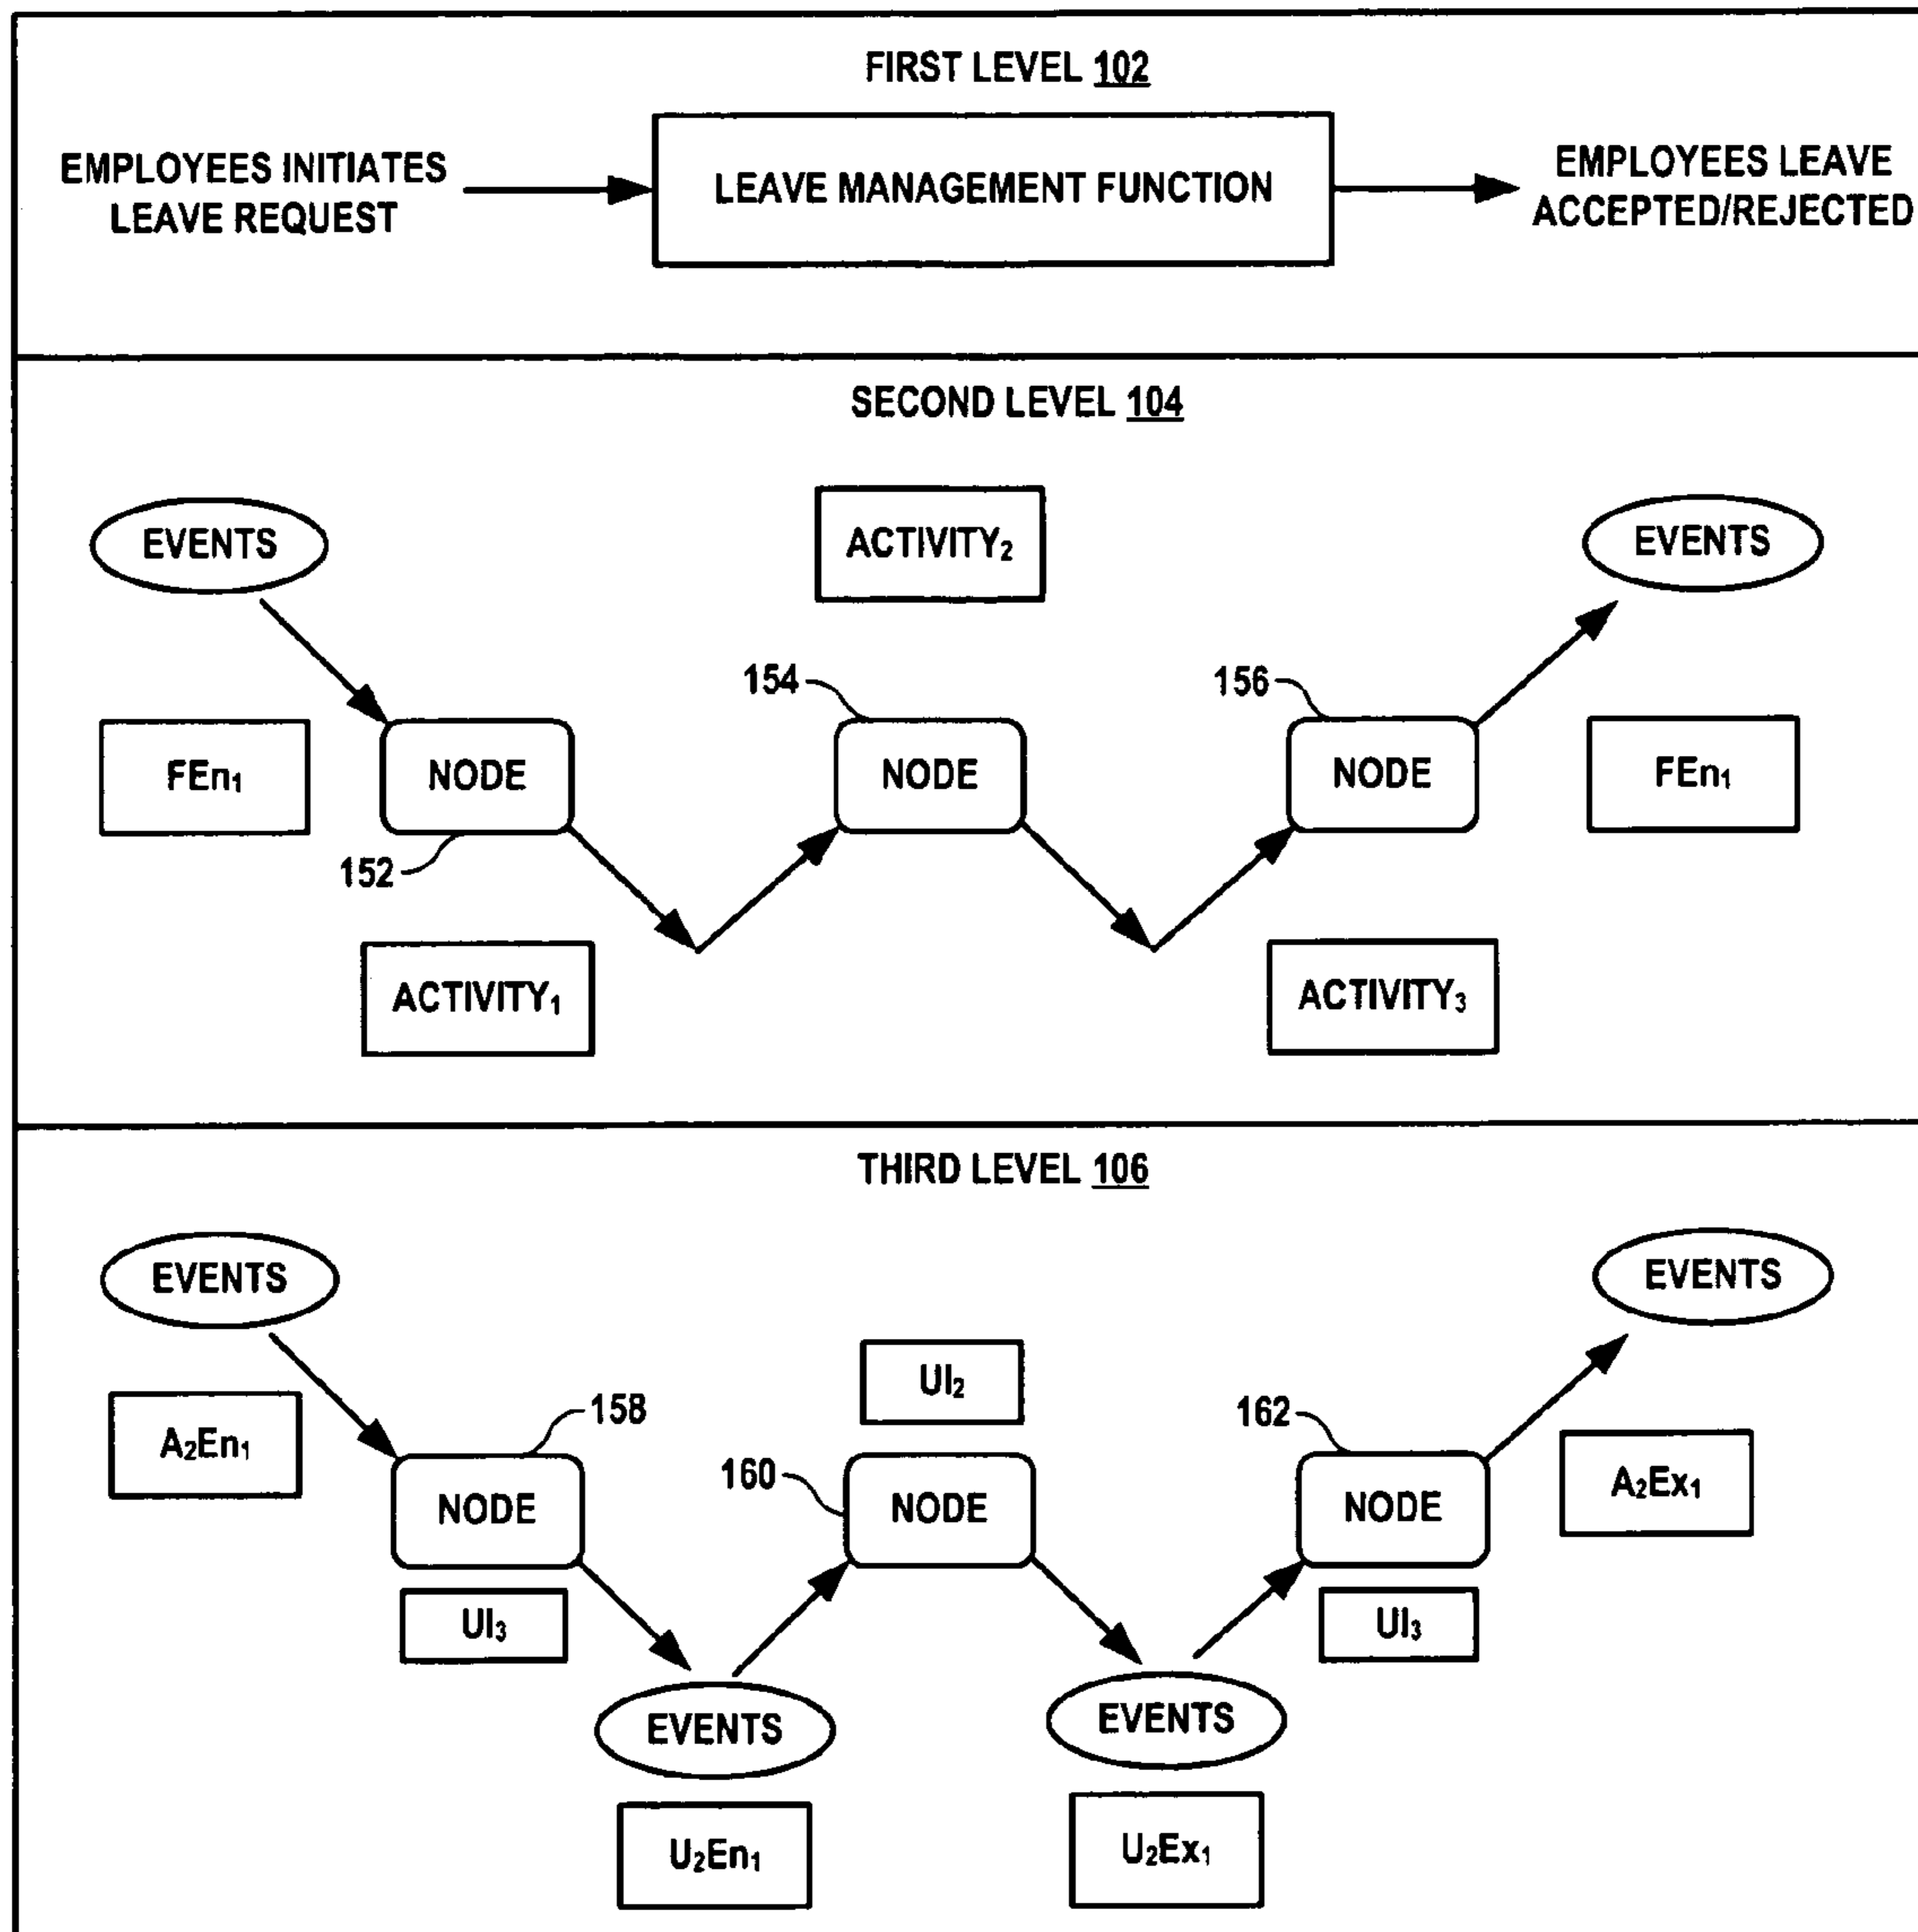 FIRST LEVEL 102
EMPLOYEES INITIATES
LEAVE REQUEST
LEAVE MANAGEMENT FUNCTION
EMPLOYEES LEAVE
ACCEPTED/REJECTED
SECOND LEVEL 104
EVENTS
ACTIVITY₂
EVENTS
154
156
FEn₁
NODE
NODE
NODE
FEn₁
152
ACTIVITY₁
ACTIVITY₃
THIRD LEVEL 106
EVENTS
EVENTS
UI₂
158
162
A₂En₁
160
A₂Ex₁
NODE
NODE
NODE
UI₃
UI₃
EVENTS
EVENTS
U₂En₁
U₂Ex₁